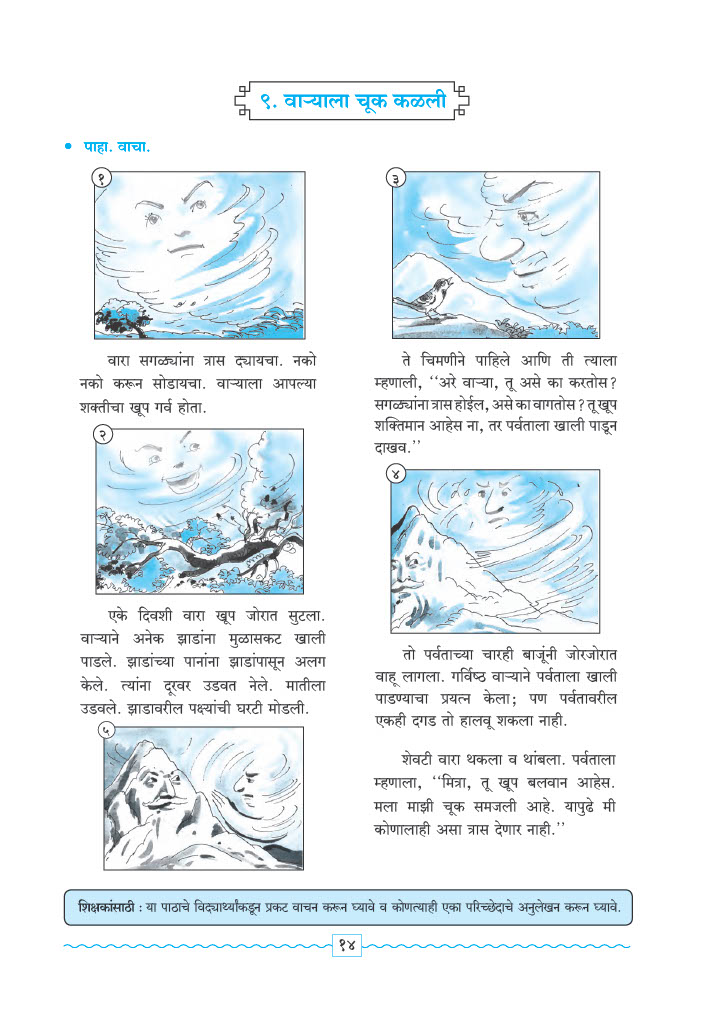 ९. वाऱ्याला चूक कळली
• पाहा. वाचा.
१
वारा सगळ्यांना त्रास द्यायचा. नको
नको करून सोडायचा. वाऱ्याला आपल्या
शक्तीचा खूप गर्व होता.
२
एके दिवशी वारा खूप जोरात सुटला.
वाऱ्याने अनेक झाडांना मुळासकट खाली
पाडले. झाडांच्या पानांना झाडांपासून अलग
केले. त्यांना दूरवर उडवत नेले. मातीला
उडवले. झाडावरील पक्ष्यांची घरटी मोडली.
३
ते चिमणीने पाहिले आणि ती त्याला
म्हणाली, ‘‘अरे वाऱ्या, तू असे का करतोस ?
सगळ्यांना त्रास होईल, असे का वागतोस ? तू खूप
शक्तिमान आहेस ना, तर पर्वताला खाली पाडून
दाखव.’’
४
तो पर्वताच्या चारही बाजूंनी जोरजोरात
वाहू लागला. गर्विष्ठ वाऱ्याने पर्वताला खाली
पाडण्याचा प्रयत्न केला; पण पर्वतावरील
एकही दगड तो हालवू शकला नाही.
५
शेवटी वारा थकला व थांबला. पर्वताला
म्हणाला, ‘‘मित्रा, तू खूप बलवान आहेस.
मला माझी चूक समजली आहे. यापुढे मी
कोणालाही असा त्रास देणार नाही.’’
शिक्षकांसाठी : या पाठाचे विद्यार्थ्यांकडून प्रकट वाचन करून घ्यावे व कोणत्याही एका परिच्छेदाचे अनुलेखन करून घ्यावे.
१४